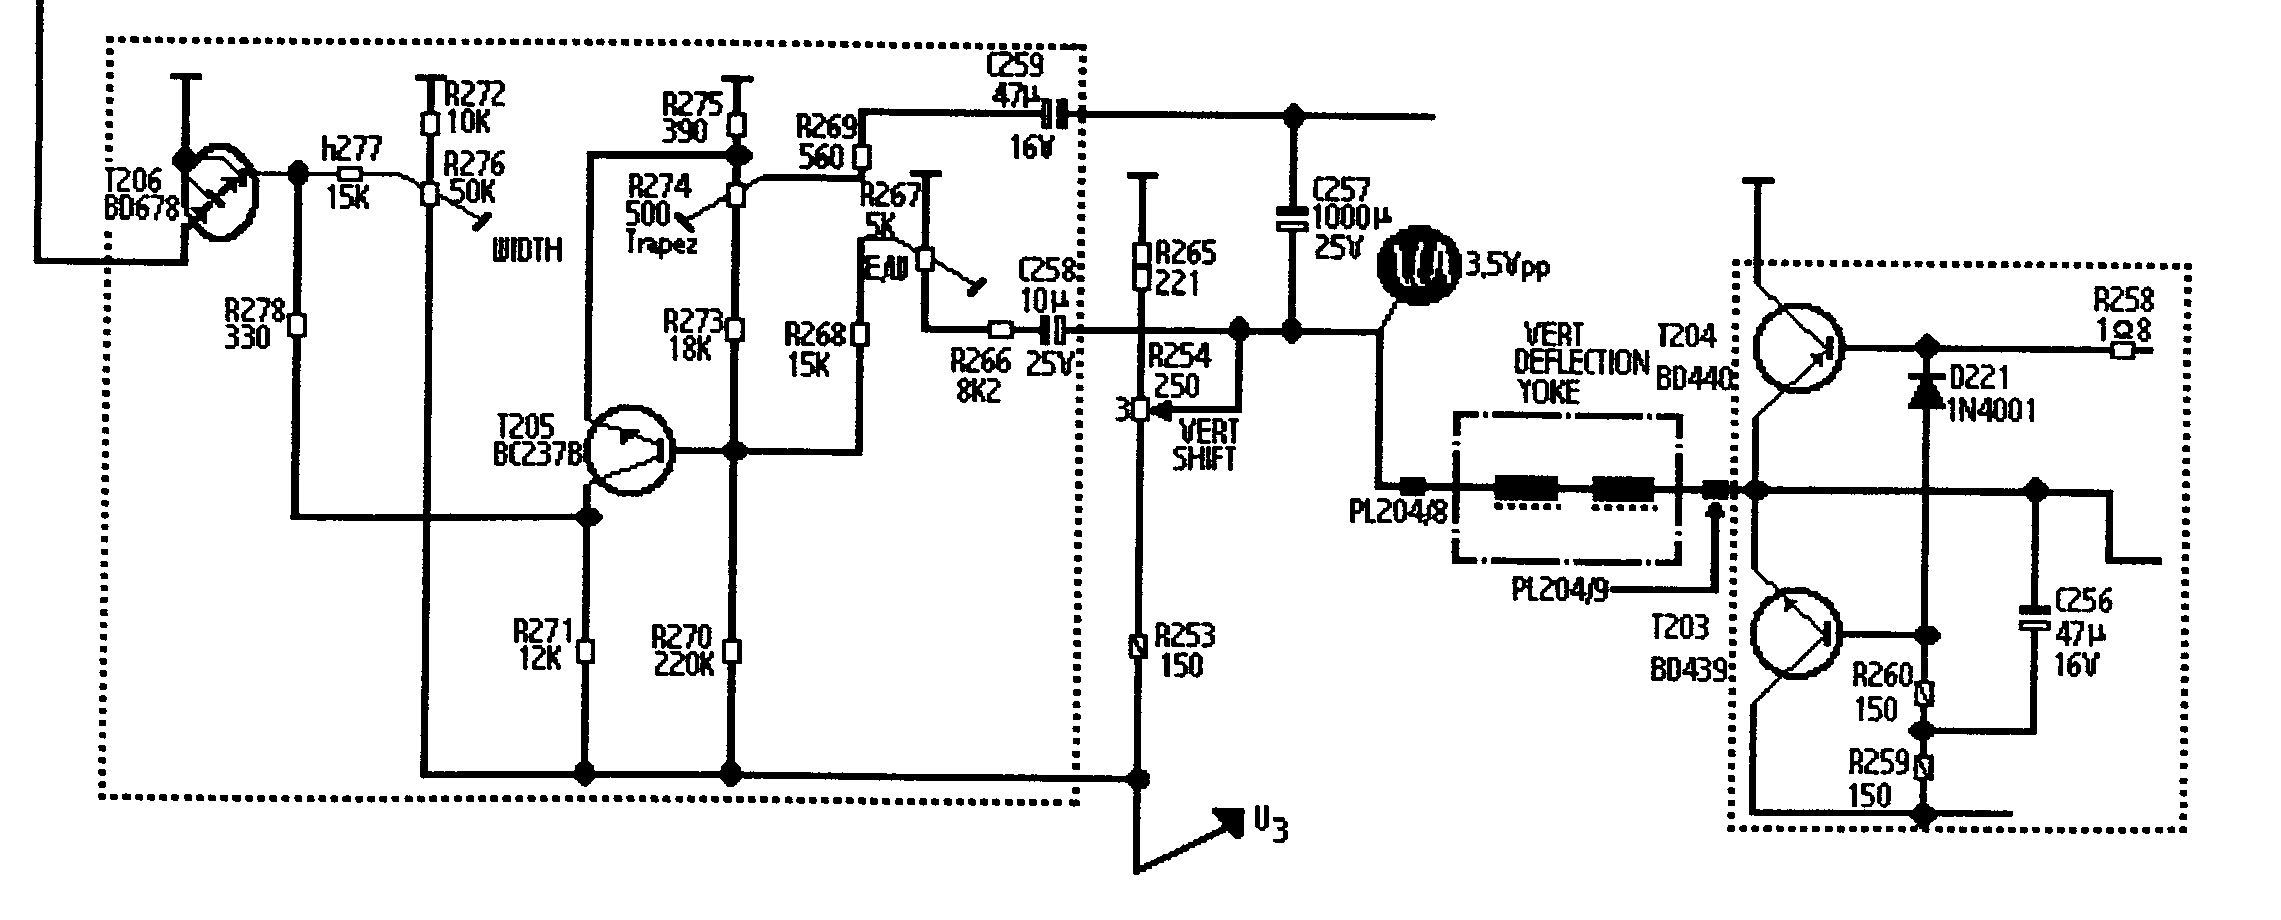 C259
47µ
16V
R272
10K
R275
390
R269
560
h277
15K
R276
50K
T206
BD678
R274
500
Trapez
R267
5K
E/W
WIDTH
C257
1000µ
25V
R265
221
C258
10µ
25V
3,5Vpp
R278
330
R273
18K
R268
15K
R266
8K2
R254
250
3
VERT
SHIFT
VERT
DEFLECTION
YOKE
T204
BD440
R258
1Ω8
D221
1N4001
T205
BC237B
PL204/8
PL204/9
T203
BD439
C256
47µ
16V
R271
12K
R270
220K
R253
150
R260
150
R259
150
U3